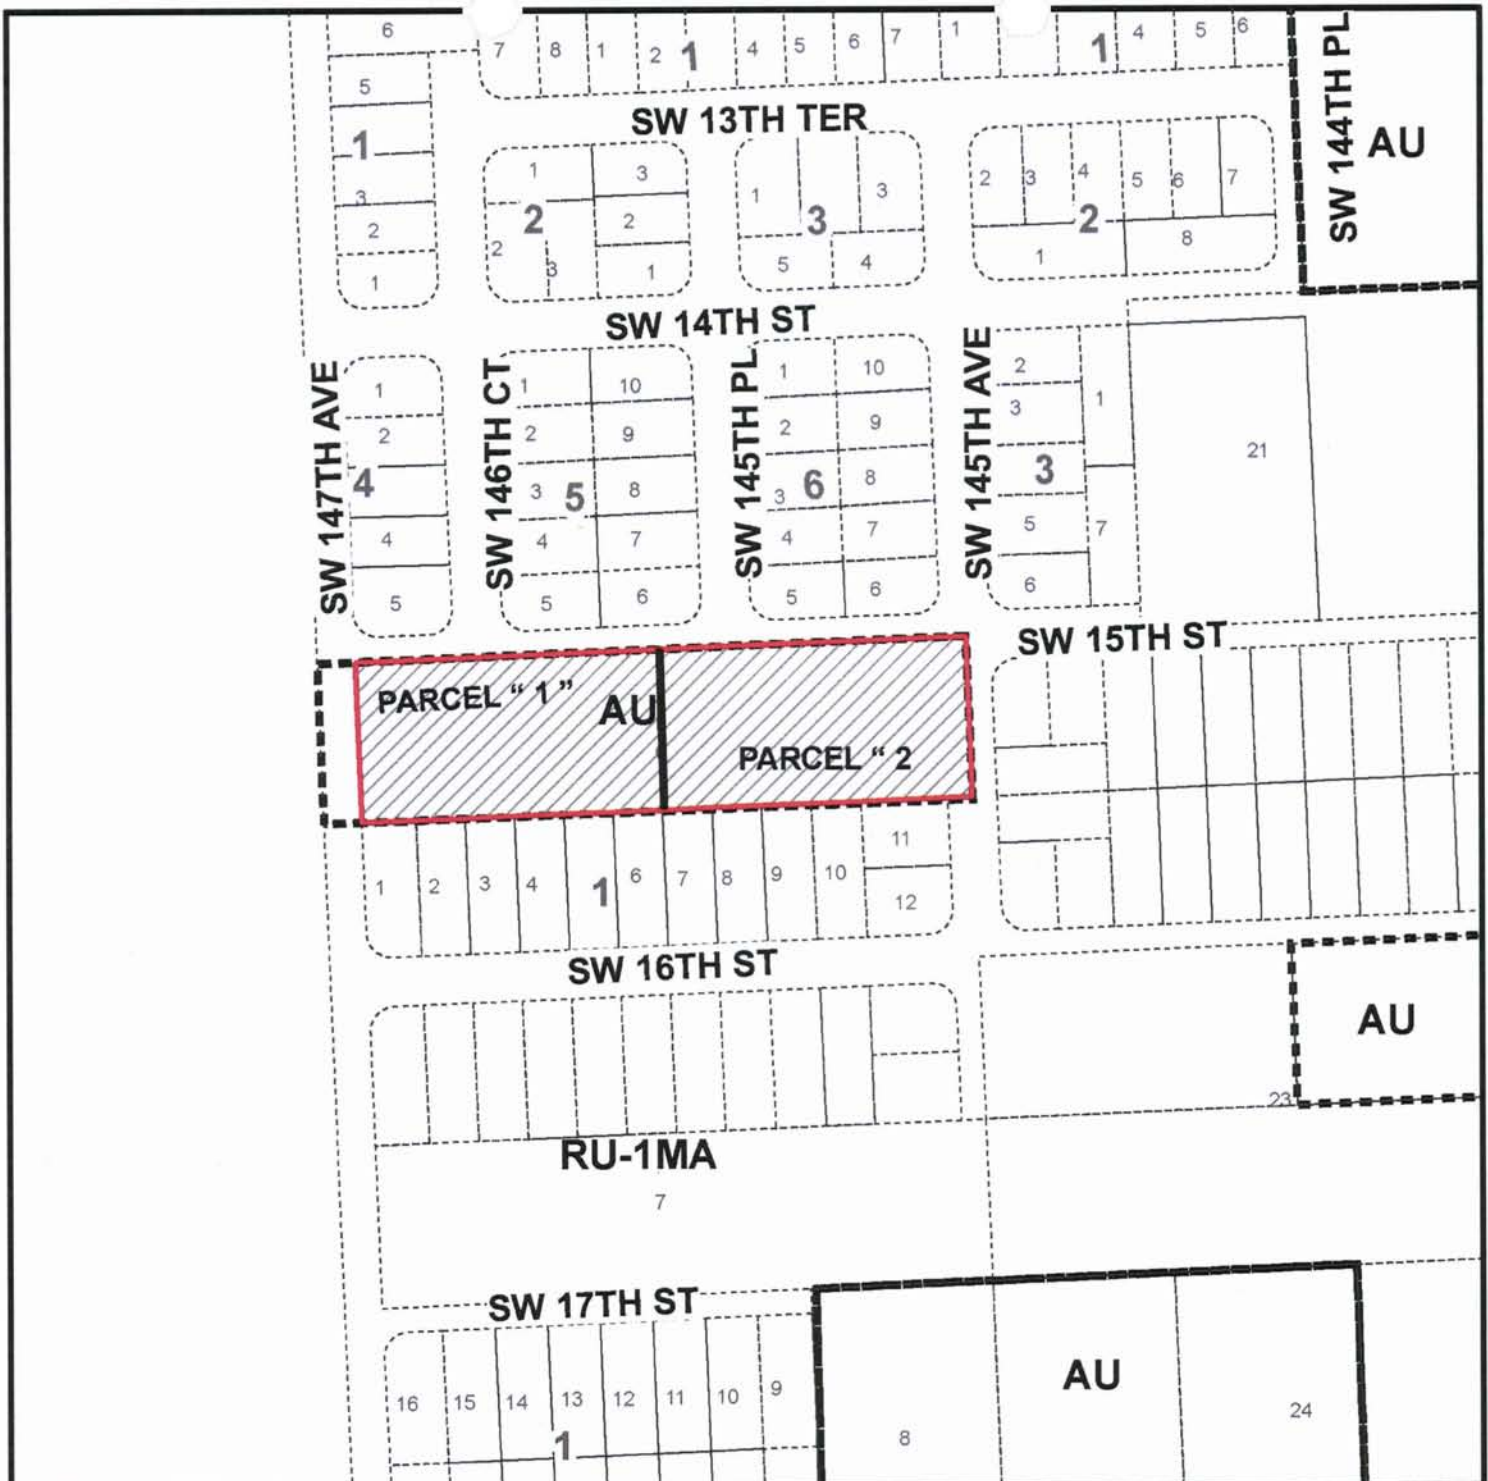 6 7 8 1 2 1 4 5 6 7 1 1 4 5 6
5
SW 13TH TER
SW 144TH PL
AU
1
3
2
1
1 3
2
2
2 3 1
1 3
3
5 4
2 3 4 5 6 7
2
1 8
SW 14TH ST
SW 147TH AVE
1
2
4
4
5
SW 146TH CT
1 10
2 9
3 5 8
4 7
5 6
SW 145TH PL
1 10
2 9
3 6 8
4 7
5 6
SW 145TH AVE
2
3 1
3
5 7
6
21
SW 15TH ST
PARCEL “ 1 ”
AU
PARCEL “ 2
1 2 3 4 1 6 7 8 9 10 11
12
SW 16TH ST
AU
23
RU-1MA
7
SW 17TH ST
16 15 14 13 12 11 10 9
1
AU
8
24